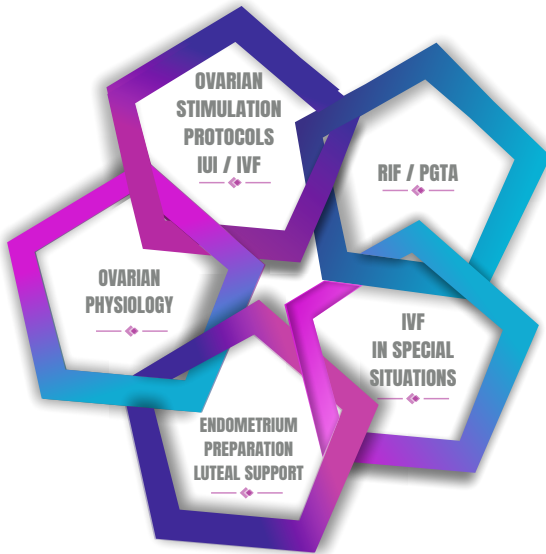 OVARIAN
STIMULATION
PROTOCOLS
IUI / IVF
RIF / PGTA
OVARIAN
PHYSIOLOGY
IVF
IN SPECIAL
SITUATIONS
ENDOMETRIUM
PREPARATION
LUTEAL SUPPORT